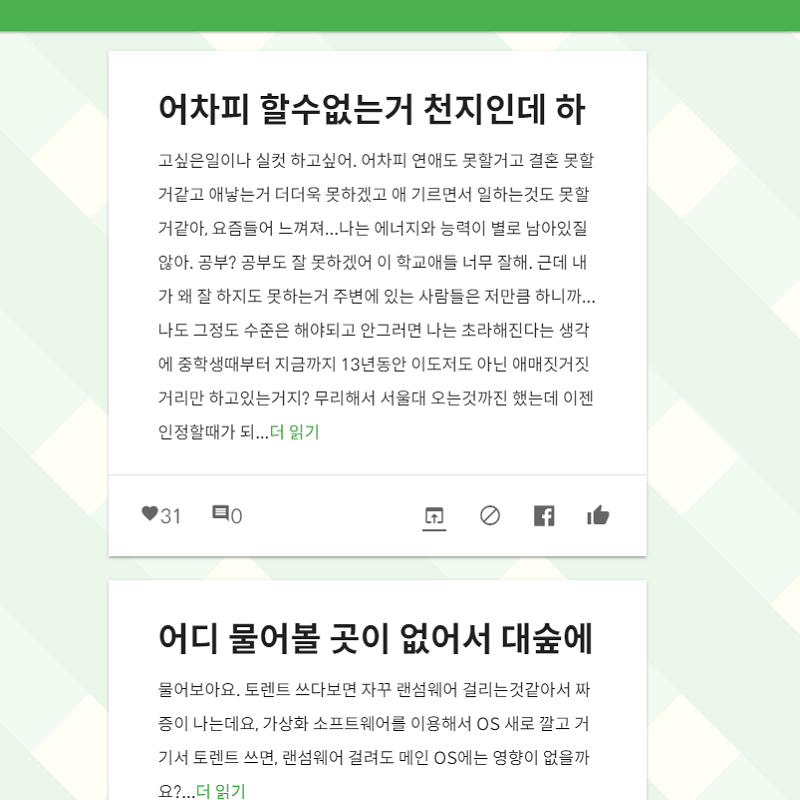 어차피 할수없는거 천지인데 하
고싶은일이나 실컷 하고싶어. 어차피 연애도 못할거고 결혼 못할
거같고 애낳는거 더더욱 못하겠고 애 기르면서 일하는것도 못할
거같아, 요즘들어 느껴져...나는 에너지와 능력이 별로 남아있질
않아. 공부? 공부도 잘 못하겠어 이 학교애들 너무 잘해. 근데 내
가 왜 잘 하지도 못하는거 주변에 있는 사람들은 저만큼 하니까...
나도 그정도 수준은 해야되고 안그러면 나는 초라해진다는 생각
에 중학생때부터 지금까지 13년동안 이도저도 아닌 애매짓거짓
거리만 하고있는거지? 무리해서 서울대 오는것까진 했는데 이젠
인정할때가 되...더 읽기
31 0
어디 물어볼 곳이 없어서 대숲에
물어보아요. 토렌트 쓰다보면 자꾸 랜섬웨어 걸리는것같아서 짜
증이 나는데요, 가상화 소프트웨어를 이용해서 OS 새로 깔고 거
기서 토렌트 쓰면, 랜섬웨어 걸려도 메인 OS에는 영향이 없을까
요?...더 읽기